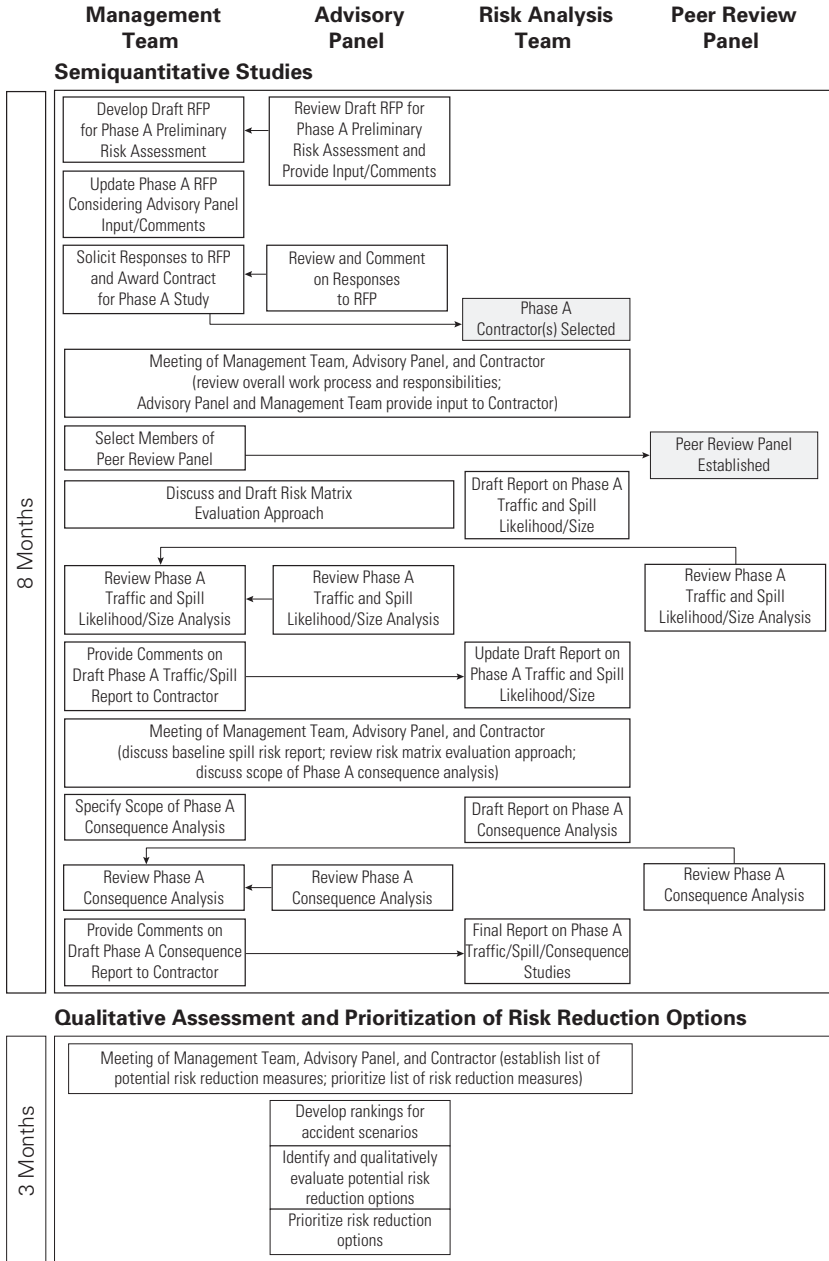 Management
Team
Advisory
Panel
Risk Analysis
Team
Peer Review
Panel
Semiquantitative Studies
8 Months
Develop Draft RFP
for Phase A Preliminary
Risk Assessment
Review Draft RFP for
Phase A Preliminary
Risk Assessment and
Provide Input/Comments
Update Phase A RFP
Considering Advisory Panel
Input/Comments
Solicit Responses to RFP
and Award Contract
for Phase A Study
Review and Comment
on Responses
to RFP
Phase A
Contractor(s) Selected
Meeting of Management Team, Advisory Panel, and Contractor
(review overall work process and responsibilities;
Advisory Panel and Management Team provide input to Contractor)
Select Members of
Peer Review Panel
Peer Review Panel
Established
Discuss and Draft Risk Matrix
Evaluation Approach
Draft Report on Phase A
Traffic and Spill
Likelihood/Size
Review Phase A
Traffic and Spill
Likelihood/Size Analysis
Review Phase A
Traffic and Spill
Likelihood/Size Analysis
Review Phase A
Traffic and Spill
Likelihood/Size Analysis
Provide Comments on
Draft Phase A Traffic/Spill
Report to Contractor
Update Draft Report on
Phase A Traffic and Spill
Likelihood/Size
Meeting of Management Team, Advisory Panel, and Contractor
(discuss baseline spill risk report; review risk matrix evaluation approach;
discuss scope of Phase A consequence analysis)
Specify Scope of Phase A
Consequence Analysis
Draft Report on Phase A
Consequence Analysis
Review Phase A
Consequence Analysis
Review Phase A
Consequence Analysis
Review Phase A
Consequence Analysis
Provide Comments on
Draft Phase A Consequence
Report to Contractor
Final Report on Phase A
Traffic/Spill/Consequence
Studies
Qualitative Assessment and Prioritization of Risk Reduction Options
3 Months
Meeting of Management Team, Advisory Panel, and Contractor (establish list of
potential risk reduction measures; prioritize list of risk reduction measures)
Develop rankings for
accident scenarios
Identify and qualitatively
evaluate potential risk
reduction options
Prioritize risk reduction
options